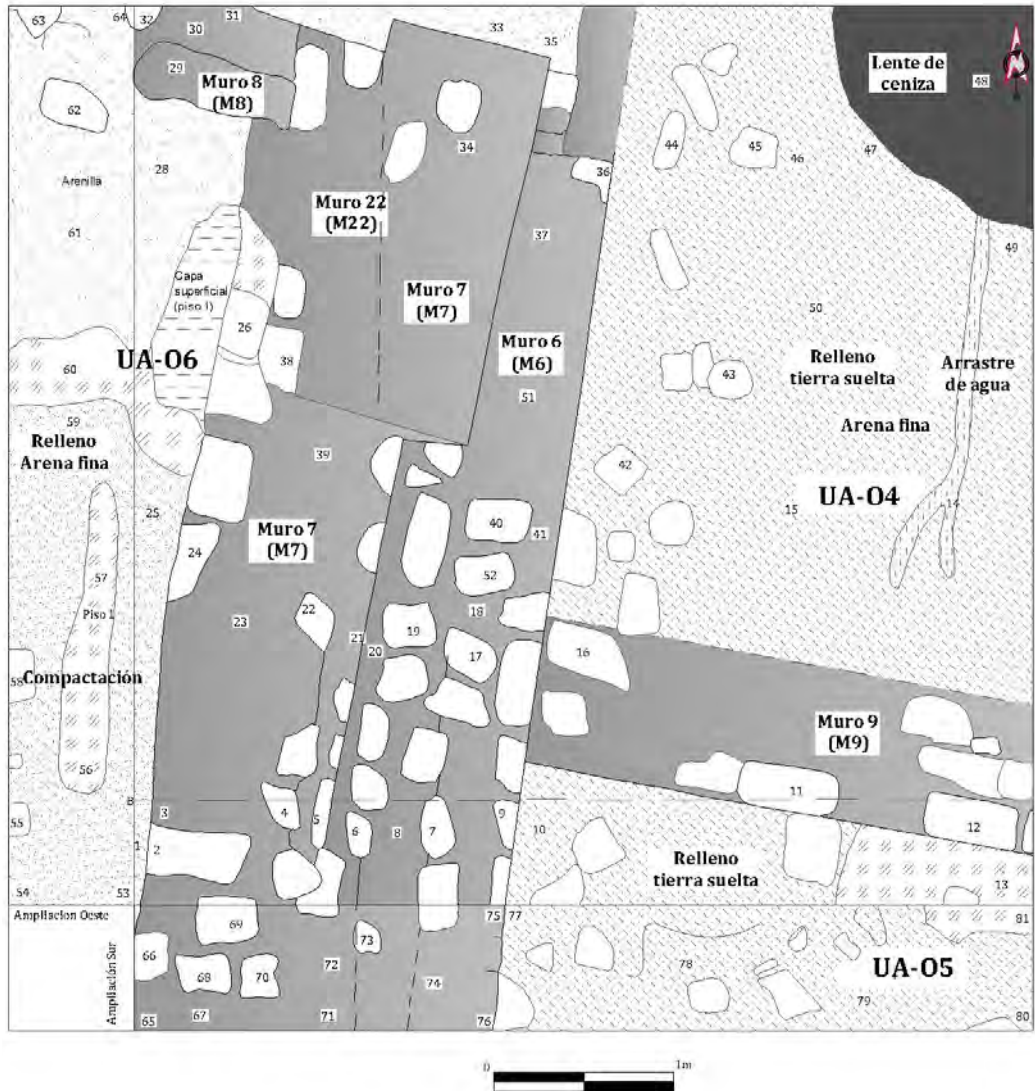 63
64
32
31
30
33
35
29
Muro 8
(M8)
Lente de
ceniza
48
62
34
44
45
46
47
28
36
Arenilla
Muro 22
(M22)
61
37
49
Capa
superficial
(piso I)
Muro 7
(M7)
26
50
Muro 6
(M6)
38
UA-06
60
51
43
Relleno
tierra suelta
Arrastre
de agua
59
Relleno
Arena fina
39
Arena fina
42
UA-04
25
40
41
15
14
Muro 7
(M7)
24
52
57
Piso 1
22
23
18
19
21
20
17
16
58
Compactación
Muro 9
(M9)
56
11
B
3
4
5
6
8
7
9
10
12
55
1
2
Relleno
tierra suelta
13
54
53
Ampliacion Oeste
69
75
77
81
66
Ampliación Sur
68
70
73
72
74
78
UA-05
79
65
67
71
76
80
0
1m